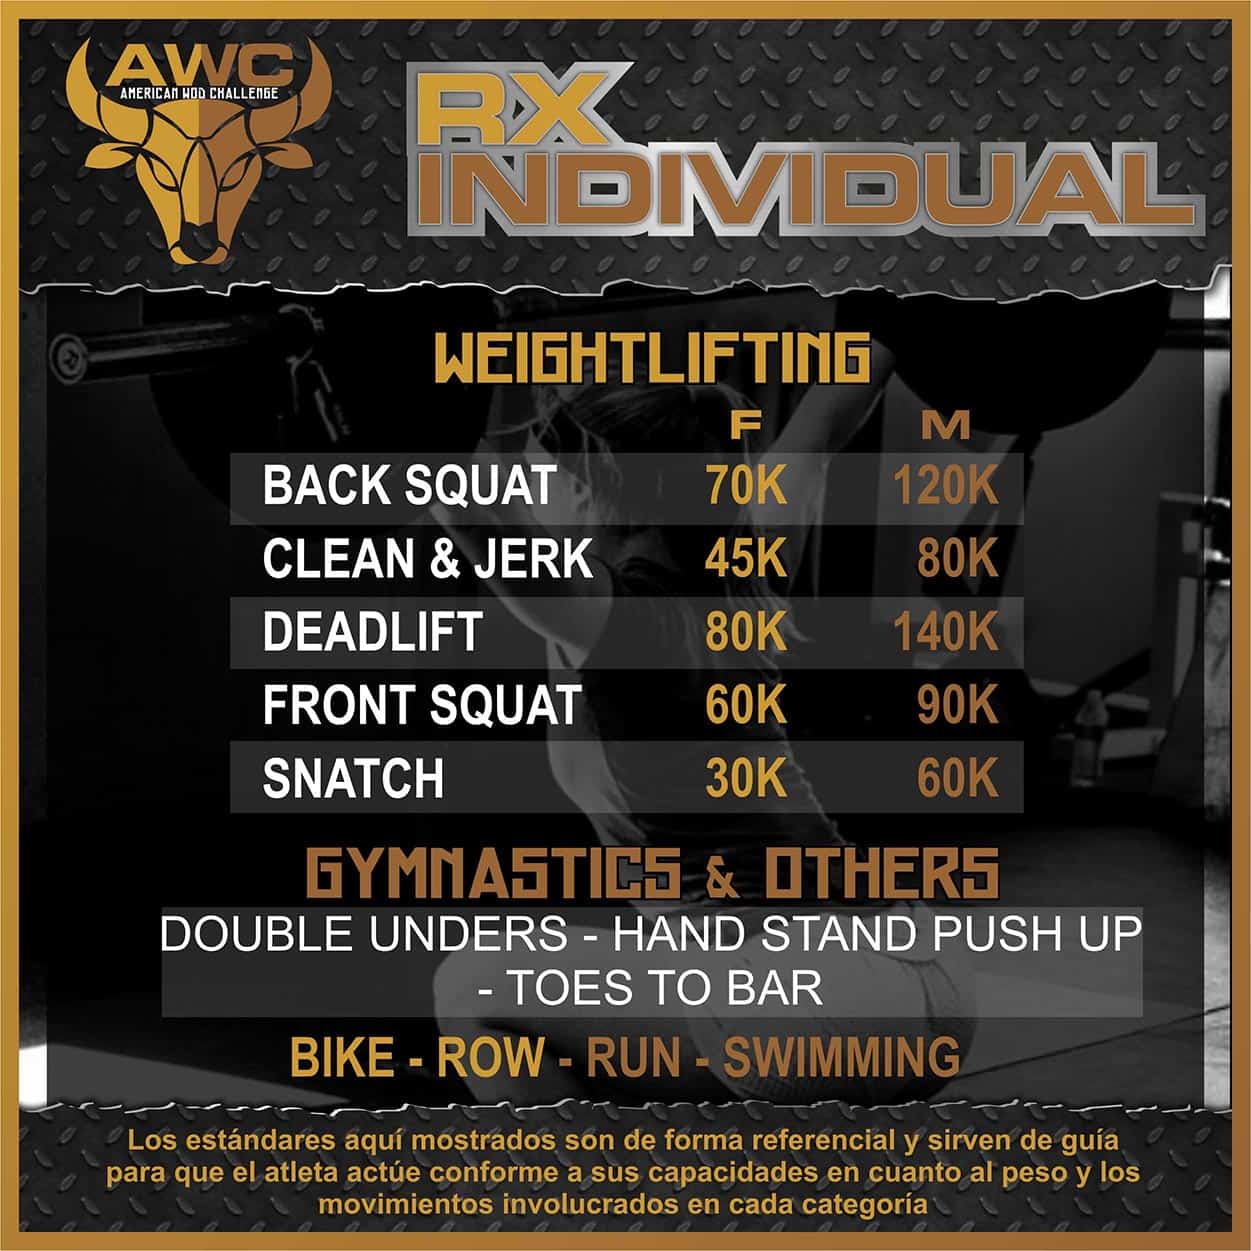 AWC
AMERICAN WOD CHALLENGE
RX
INDIVIDUAL
WEIGHTLIFTING
F M
BACK SQUAT 70K 120K
CLEAN & JERK 45K 80K
DEADLIFT 80K 140K
FRONT SQUAT 60K 90K
SNATCH 30K 60K
GYMNASTICS & OTHERS
DOUBLE UNDERS - HAND STAND PUSH UP
- TOES TO BAR
BIKE - ROW - RUN - SWIMMING
Los estándares aquí mostrados son de forma referencial y sirven de guía
para que el atleta actúe conforme a sus capacidades en cuanto al peso y los
movimientos involucrados en cada categoría